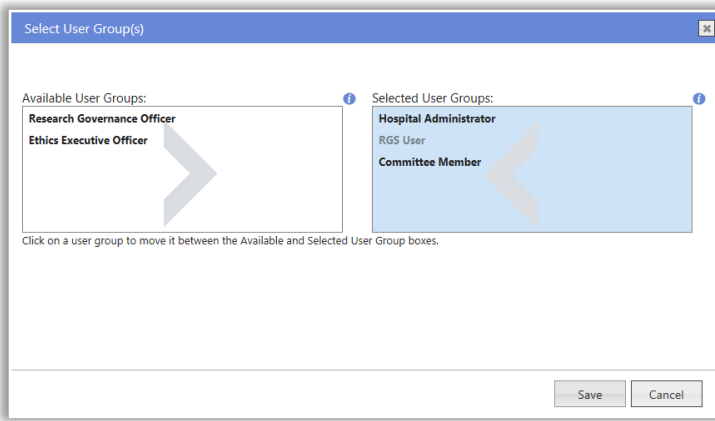 Select User Group(s)
Available User Groups:
Research Governance Officer
Ethics Executive Officer
Selected User Groups:
Hospital Administrator
RGS User
Committee Member
Click on a user group to move it between the Available and Selected User Group boxes.
Save
Cancel